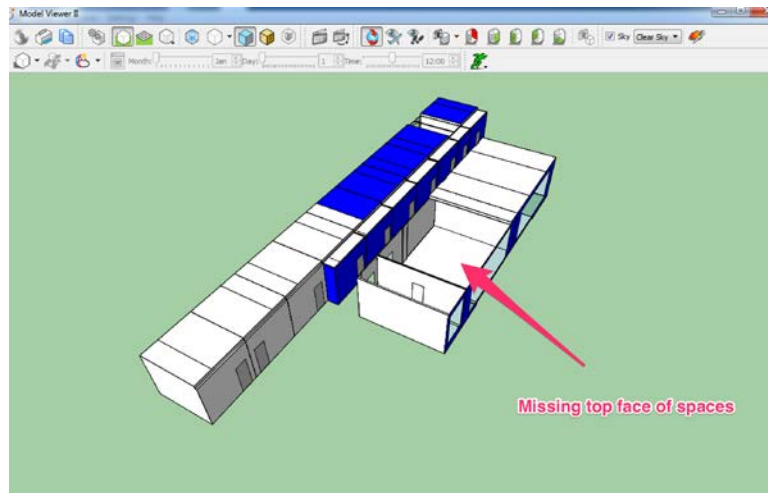 Model Viewer II
Sky Clear Sky
Month: Jan Day: 1 Time: 12:00
Missing top face of spaces